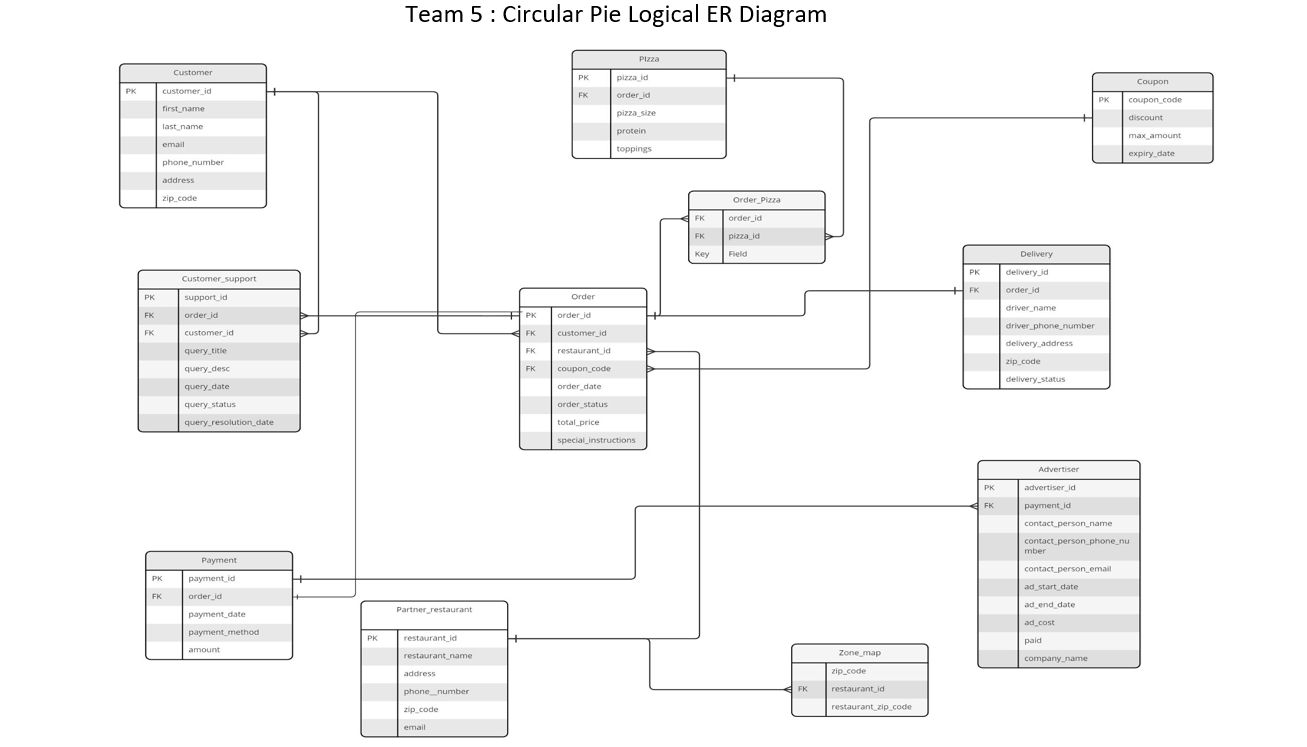 Team 5 : Circular Pie Logical ER Diagram
Customer
PK customer_id
first_name
last_name
email
phone_number
address
zip_code
PIzza
PK pizza_id
FK order_id
pizza_size
protein
toppings
Coupon
PK coupon_code
discount
max_amount
expiry_date
Order_Pizza
FK order_id
FK pizza_id
Key Field
Customer_support
PK support_id
FK order_id
FK customer_id
query_title
query_desc
query_date
query_status
query_resolution_date
Order
PK order_id
FK customer_id
FK restaurant_id
FK coupon_code
order_date
order_status
total_price
special_instructions
Delivery
PK delivery_id
FK order_id
driver_name
driver_phone_number
delivery_address
zip_code
delivery_status
Advertiser
PK advertiser_id
FK payment_id
contact_person_name
contact_person_phone_nu
mber
contact_person_email
ad_start_date
ad_end_date
ad_cost
paid
company_name
Payment
PK payment_id
FK order_id
payment_date
payment_method
amount
Partner_restaurant
PK restaurant_id
restaurant_name
address
phone__number
zip_code
email
Zone_map
zip_code
FK restaurant_id
restaurant_zip_code